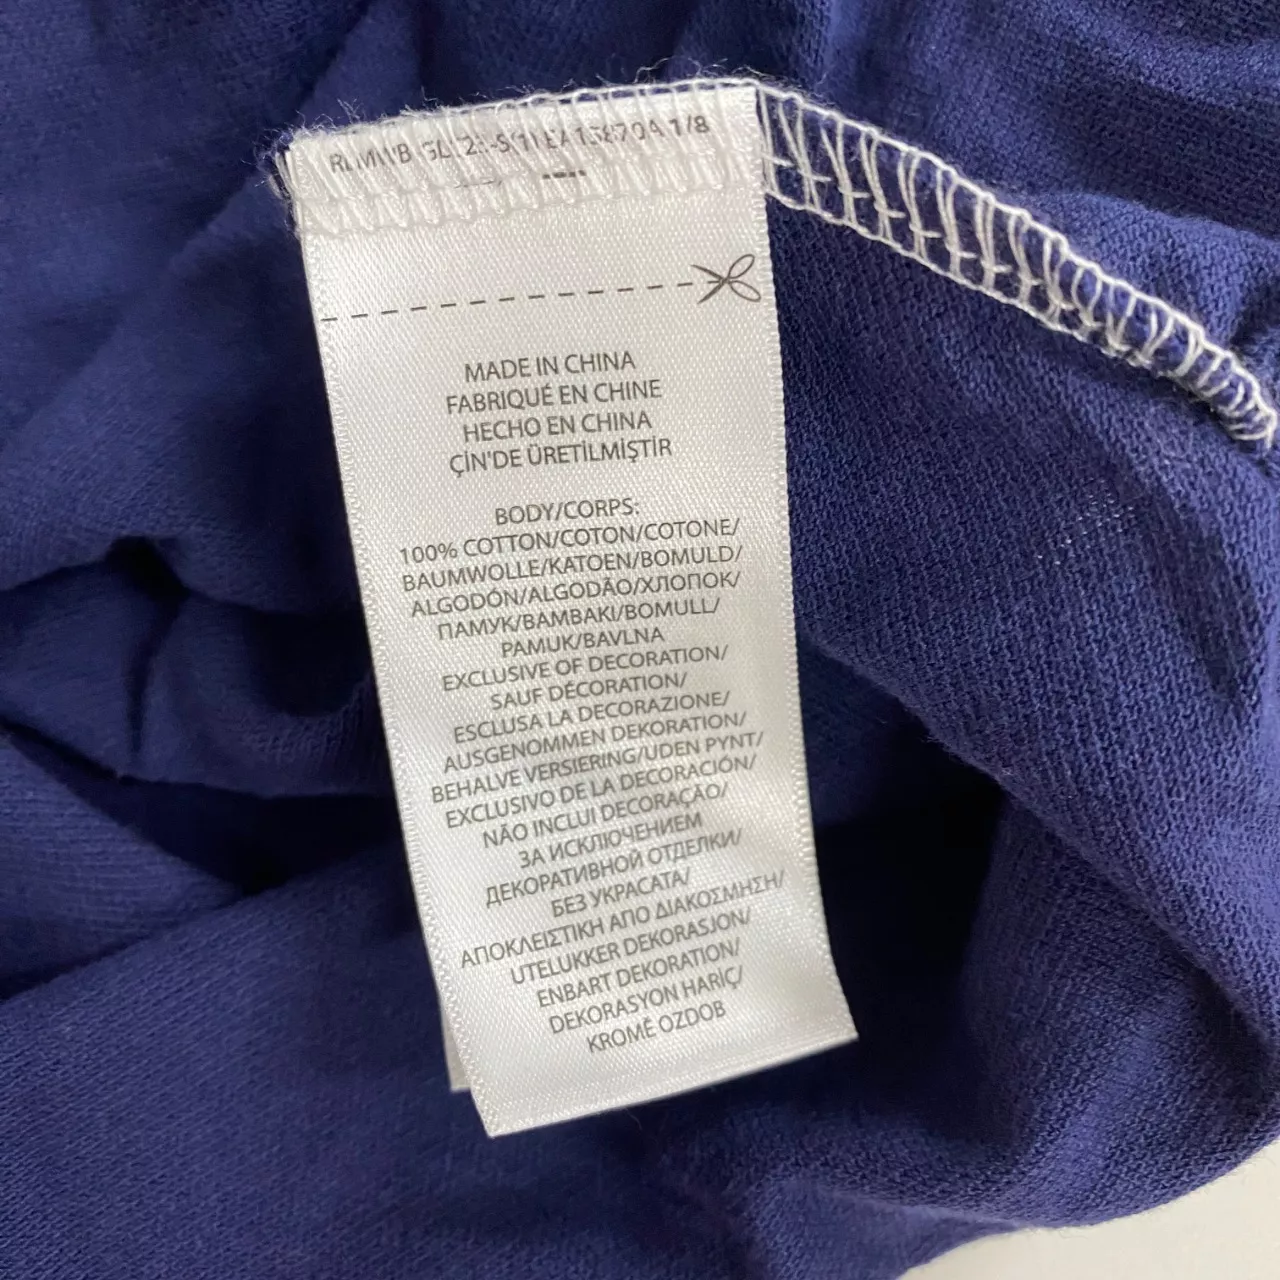 1/8
MADE IN CHINA
FABRIQUÉ EN CHINE
HECHO EN CHINA
ÇİN'DE ÜRETİLMİŞTİR
BODY/CORPS:
100% COTTON/COTON/COTONE/
BAUMWOLLE/KATOEN/BOMULD/
ALGODÓN/ALGODÃO/ХЛОПОК/
ПАМУК/BAMBAKI/BOMULL/
PAMUK/BAVLNA
EXCLUSIVE OF DECORATION/
SAUF DÉCORATION/
ESCLUSA LA DECORAZIONE/
AUSGENOMMEN DEKORATION/
BEHALVE VERSIERING/UDEN PYNT/
EXCLUSIVO DE LA DECORACIÓN/
NÃO INCLUI DECORAÇÃO/
ЗА ИСКЛЮЧЕНИЕМ
ДЕКОРАТИВНОЙ ОТДЕЛКИ/
БЕЗ УКРАСАТА/
ΑΠΟΚΛΕΙΣΤΙΚΗ ΑΠΟ ΔΙΑΚΟΣΜΗΣΗ/
UTELUKKER DEKORASJON/
ENBART DEKORATION/
DEKORASYON HARİÇ/
KROMĚ OZDOB